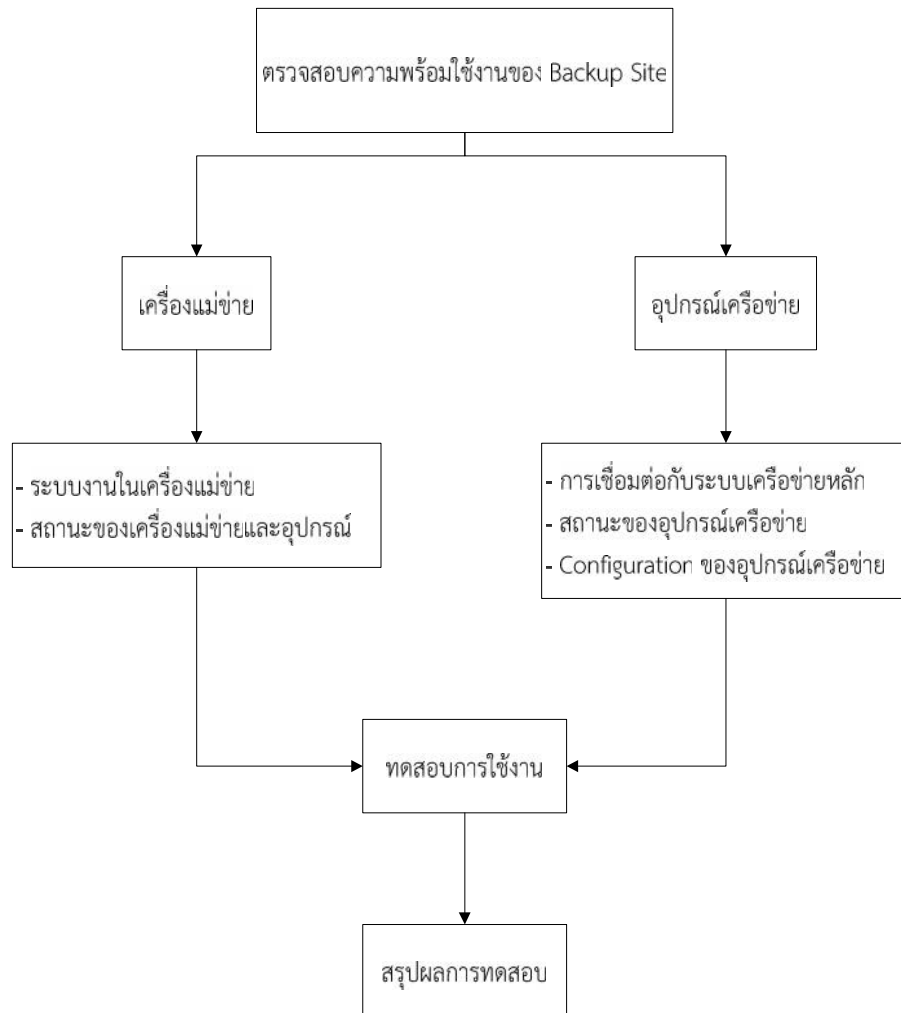 ตรวจสอบความพร้อมใช้งานของ Backup Site
เครื่องแม่ข่าย
อุปกรณ์เครือข่าย
- ระบบงานในเครื่องแม่ข่าย
- สถานะของเครื่องแม่ข่ายและอุปกรณ์
- การเชื่อมต่อกับระบบเครือข่ายหลัก
- สถานะของอุปกรณ์เครือข่าย
- Configuration ของอุปกรณ์เครือข่าย
ทดสอบการใช้งาน
สรุปผลการทดสอบ